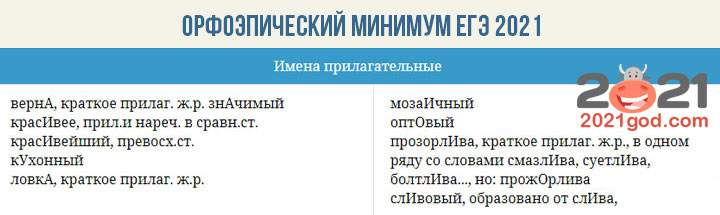 ОРФОЭПИЧЕСКИЙ МИНИМУМ ЕГЭ 2021
Имена прилагательные
вернА, краткое прилаг. ж.р. знАчимый
красИвее, прил.и нареч. в сравн.ст.
красИвейший, превосх.ст.
кУхонный
ловкА, краткое прилаг. ж.р.
мозаИчный
оптОвый
прозорлИва, краткое прилаг. ж.р., в одном
ряду со словами смазлИва, суетлИва,
болтлИва..., но: прожОрлива
слИвовый, образовано от слИва,
2021
2021god.com